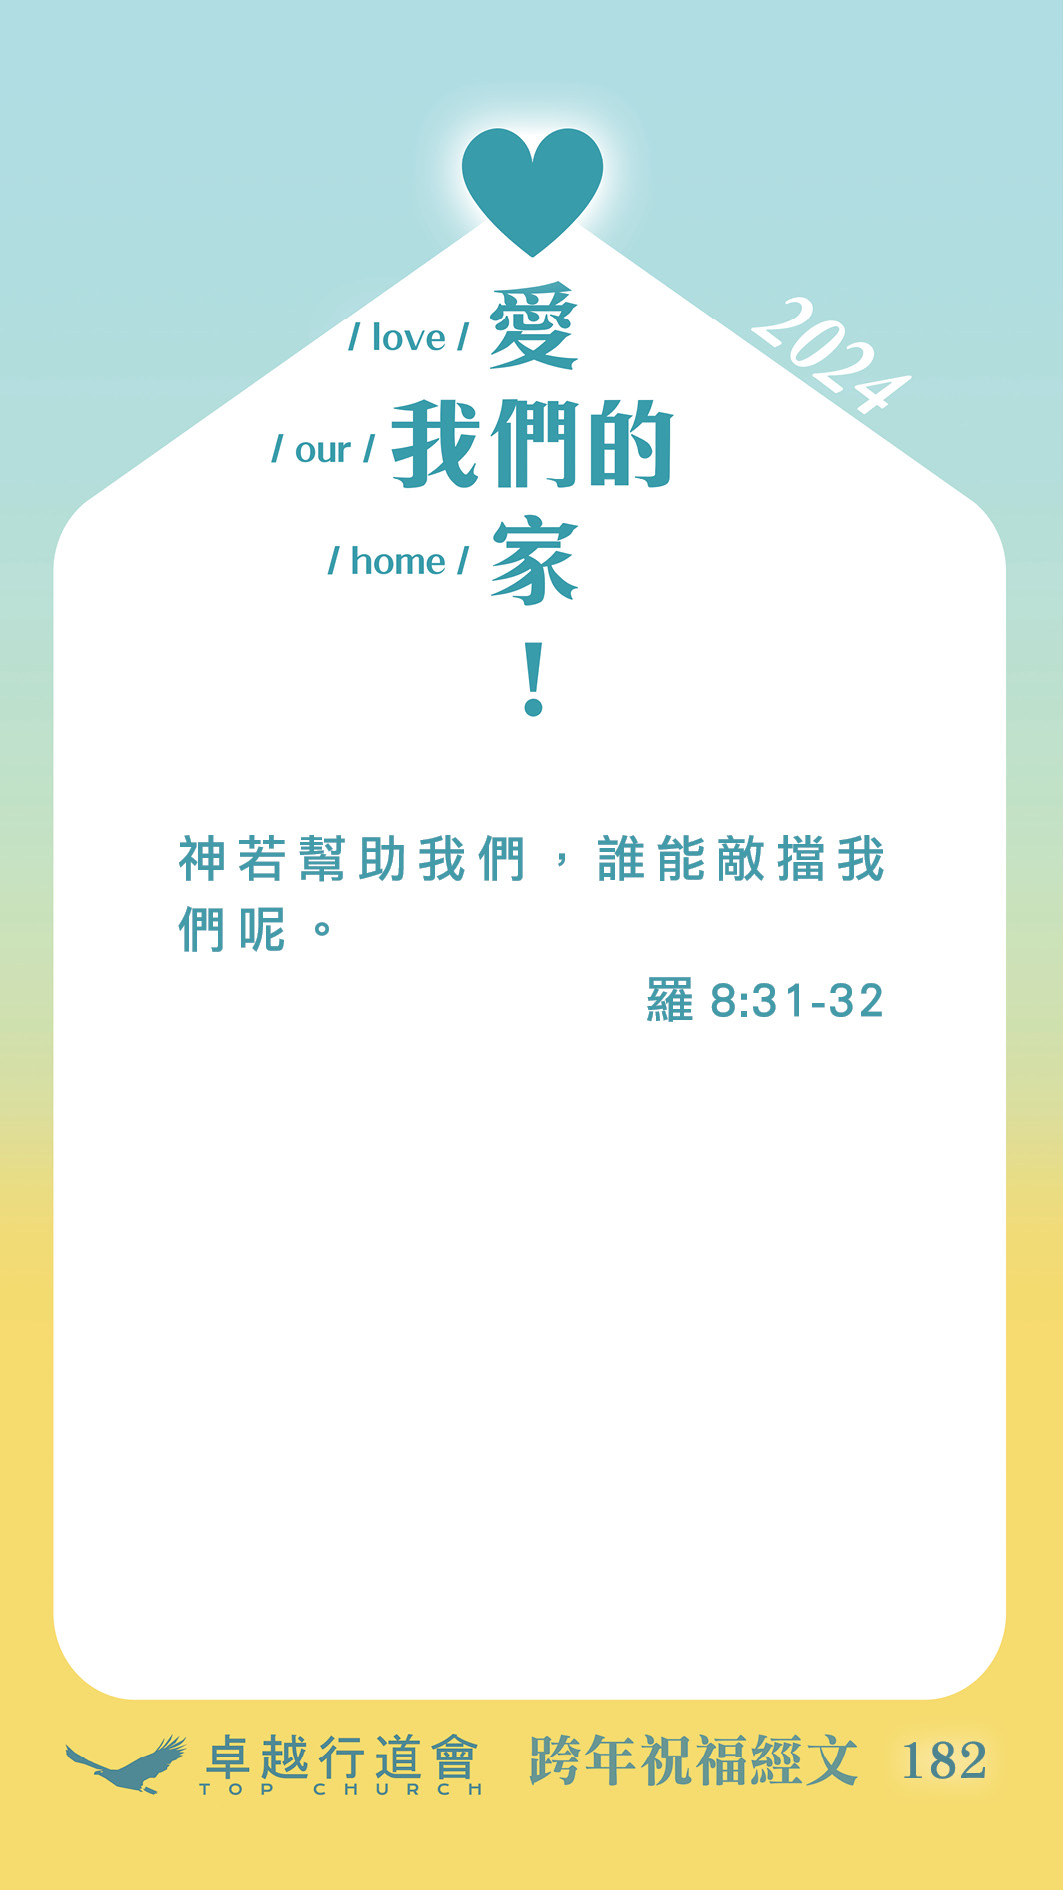 / love / 愛
2024
/ our / 我們的
/ home / 家
!
神若幫助我們，誰能敵擋我
們呢。
羅 8:31-32
卓越行道會 跨年祝福經文 182
TOP CHURCH